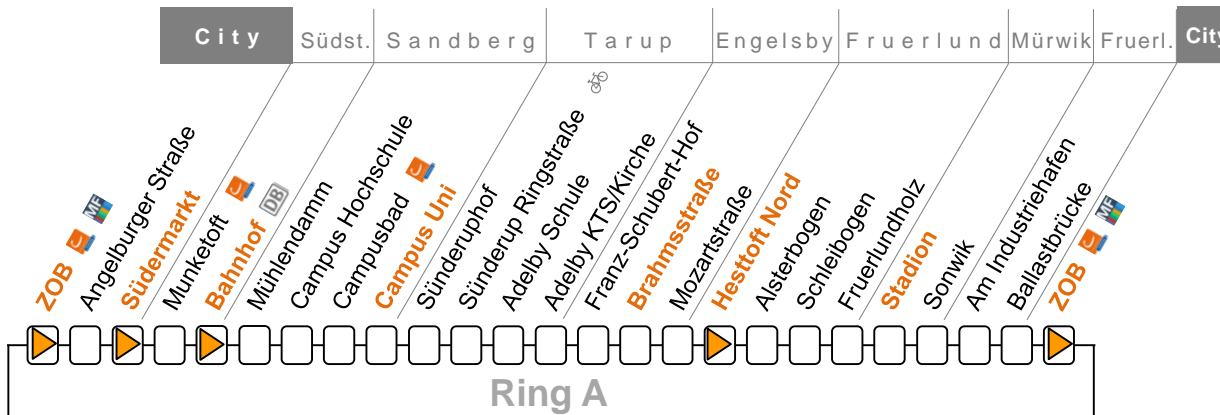 City
Südst.
Sandberg
Tarup
Engelsby
Fruerlund
Mürwik
Fruerl.
City
ZOB
MF
Angelburger Straße
Südermarkt
Munketoft
Bahnhof
DB
Mühlendamm
Campus Hochschule
Campusbad
Campus Uni
Sünderuphof
Sünderup Ringstraße
Adelby Schule
Adelby KTS/Kirche
Franz-Schubert-Hof
Brahmsstraße
Mozartstraße
Hesttoft Nord
Alsterbogen
Schleibogen
Fruerlundholz
Stadion
Sonwik
Am Industriehafen
Ballastbrücke
ZOB
MF
Ring A